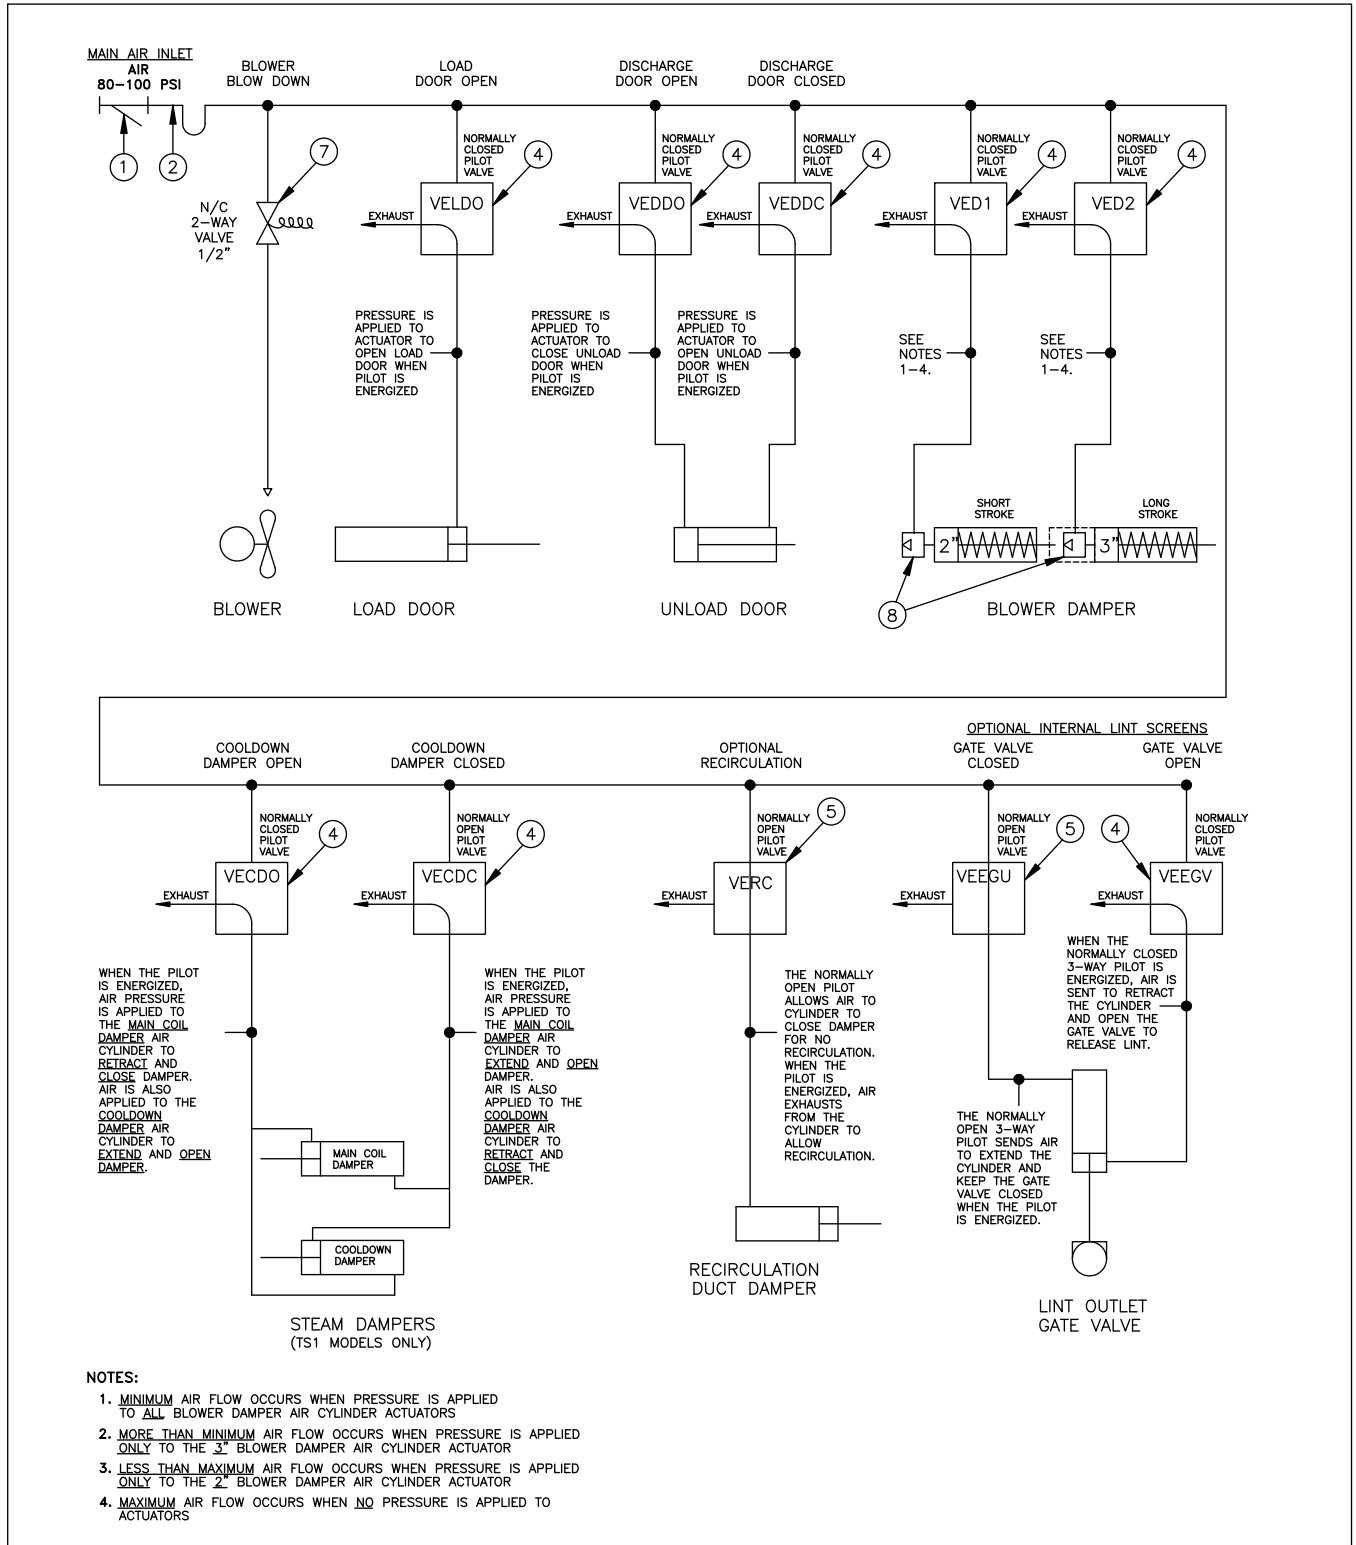 MAIN AIR INLET
AIR
80-100 PSI
1
2
BLOWER
BLOW DOWN
7
N/C
2-WAY
VALVE
1/2"
BLOWER
LOAD
DOOR OPEN
NORMALLY
CLOSED
PILOT
VALVE
4
VELDO
EXHAUST
PRESSURE IS
APPLIED TO
ACTUATOR TO
OPEN LOAD
DOOR WHEN
PILOT IS
ENERGIZED
LOAD DOOR
DISCHARGE
DOOR OPEN
NORMALLY
CLOSED
PILOT
VALVE
4
VEDDO
EXHAUST
PRESSURE IS
APPLIED TO
ACTUATOR TO
CLOSE UNLOAD
DOOR WHEN
PILOT IS
ENERGIZED
DISCHARGE
DOOR CLOSED
NORMALLY
CLOSED
PILOT
VALVE
4
VEDDC
EXHAUST
PRESSURE IS
APPLIED TO
ACTUATOR TO
OPEN UNLOAD
DOOR WHEN
PILOT IS
ENERGIZED
UNLOAD DOOR
NORMALLY
CLOSED
PILOT
VALVE
4
VED1
EXHAUST
SEE
NOTES
1-4.
NORMALLY
CLOSED
PILOT
VALVE
4
VED2
EXHAUST
SEE
NOTES
1-4.
SHORT
STROKE
2"
LONG
STROKE
3"
8
BLOWER DAMPER
COOLDOWN
DAMPER OPEN
NORMALLY
CLOSED
PILOT
VALVE
4
VECDO
EXHAUST
WHEN THE PILOT
IS ENERGIZED,
AIR PRESSURE
IS APPLIED TO
THE MAIN COIL
DAMPER AIR
CYLINDER TO
RETRACT AND
CLOSE DAMPER.
AIR IS ALSO
APPLIED TO THE
COOLDOWN
DAMPER AIR
CYLINDER TO
EXTEND AND OPEN
DAMPER.
COOLDOWN
DAMPER CLOSED
NORMALLY
OPEN
PILOT
VALVE
4
VECDC
EXHAUST
WHEN THE PILOT
IS ENERGIZED,
AIR PRESSURE
IS APPLIED TO
THE MAIN COIL
DAMPER AIR
CYLINDER TO
EXTEND AND OPEN
DAMPER.
AIR IS ALSO
APPLIED TO THE
COOLDOWN
DAMPER AIR
CYLINDER TO
RETRACT AND
CLOSE THE
DAMPER.
MAIN COIL
DAMPER
COOLDOWN
DAMPER
STEAM DAMPERS
(TS1 MODELS ONLY)
OPTIONAL
RECIRCULATION
NORMALLY
OPEN
PILOT
VALVE
5
VERC
EXHAUST
THE NORMALLY
OPEN PILOT
ALLOWS AIR TO
CYLINDER TO
CLOSE DAMPER
FOR NO
RECIRCULATION.
WHEN THE
PILOT IS
ENERGIZED, AIR
EXHAUSTS
FROM THE
CYLINDER TO
ALLOW
RECIRCULATION.
RECIRCULATION
DUCT DAMPER
OPTIONAL INTERNAL LINT SCREENS
GATE VALVE
CLOSED
NORMALLY
OPEN
PILOT
VALVE
5
VEEGU
EXHAUST
THE NORMALLY
OPEN 3-WAY
PILOT SENDS AIR
TO EXTEND THE
CYLINDER AND
KEEP THE GATE
VALVE CLOSED
WHEN THE PILOT
IS ENERGIZED.
GATE VALVE
OPEN
NORMALLY
CLOSED
PILOT
VALVE
4
VEEGV
EXHAUST
WHEN THE
NORMALLY CLOSED
3-WAY PILOT IS
ENERGIZED, AIR IS
SENT TO RETRACT
THE CYLINDER
AND OPEN THE
GATE VALVE TO
RELEASE LINT.
LINT OUTLET
GATE VALVE
NOTES:
1. MINIMUM AIR FLOW OCCURS WHEN PRESSURE IS APPLIED
TO ALL BLOWER DAMPER AIR CYLINDER ACTUATORS
2. MORE THAN MINIMUM AIR FLOW OCCURS WHEN PRESSURE IS APPLIED
ONLY TO THE 3" BLOWER DAMPER AIR CYLINDER ACTUATOR
3. LESS THAN MAXIMUM AIR FLOW OCCURS WHEN PRESSURE IS APPLIED
ONLY TO THE 2" BLOWER DAMPER AIR CYLINDER ACTUATOR
4. MAXIMUM AIR FLOW OCCURS WHEN NO PRESSURE IS APPLIED TO
ACTUATORS